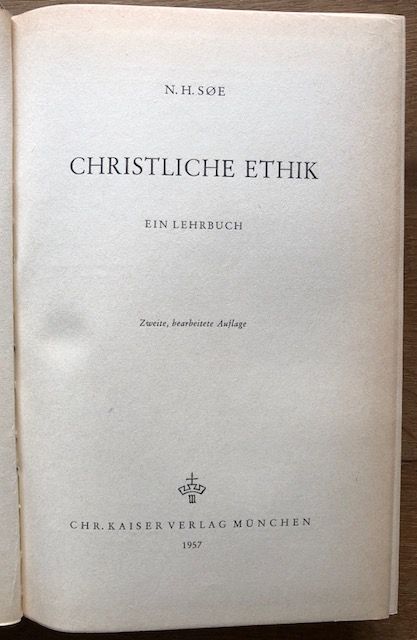 N. H. SØE
CHRISTLICHE ETHIK
EIN LEHRBUCH
Zweite, bearbeitete Auflage
CHR. KAISER VERLAG MÜNCHEN
1957